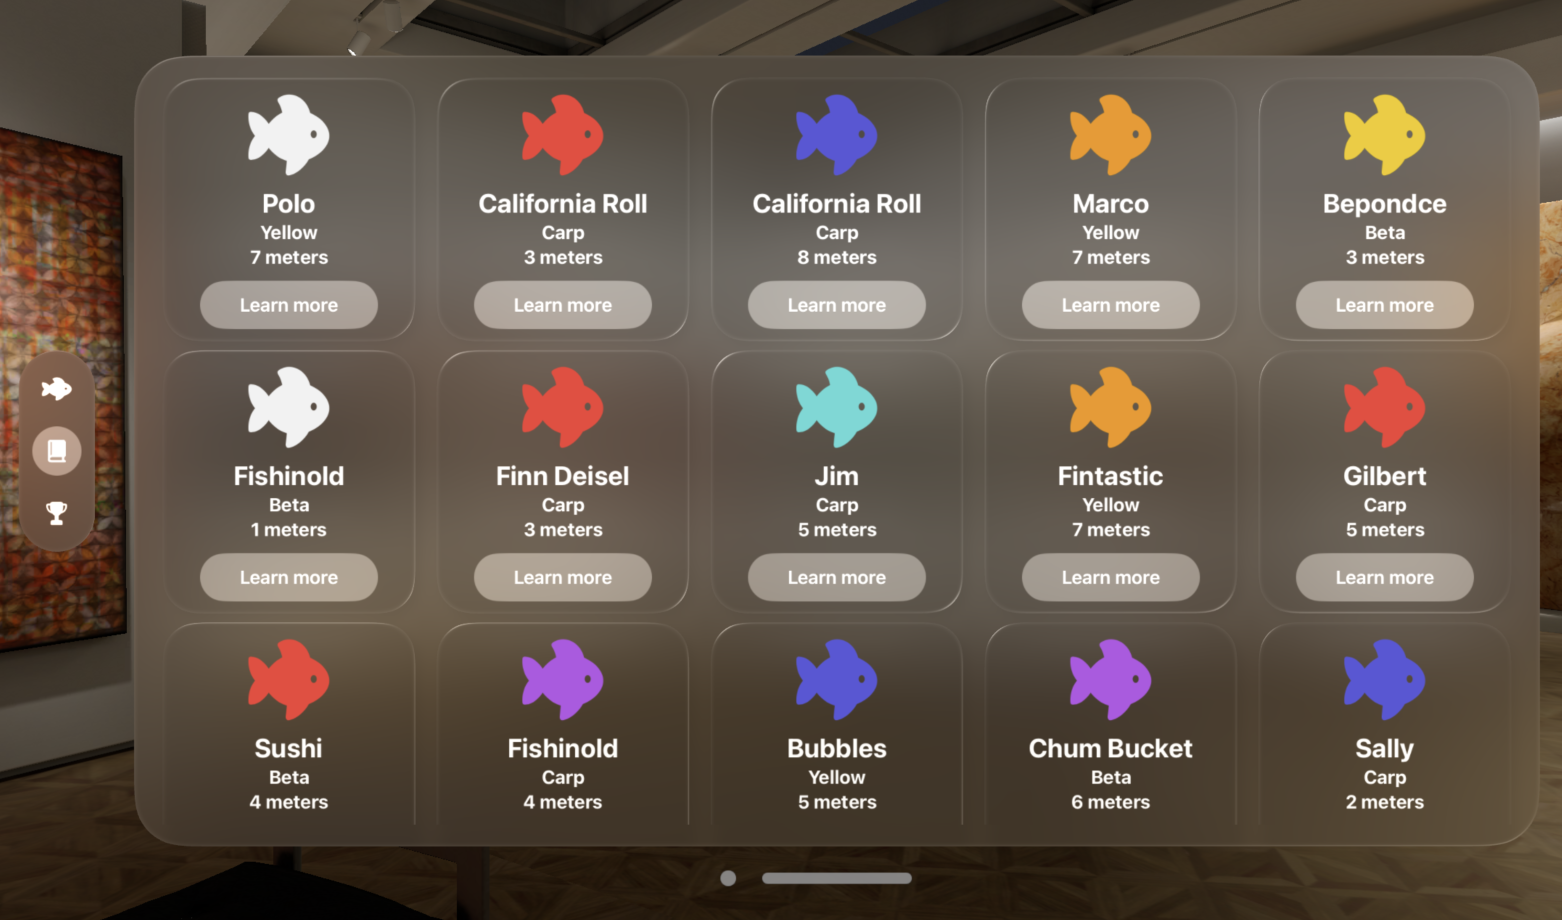 Polo
Yellow
7 meters
Learn more
California Roll
Carp
3 meters
Learn more
California Roll
Carp
8 meters
Learn more
Marco
Yellow
7 meters
Learn more
Bepondce
Beta
3 meters
Learn more
Fishinold
Beta
1 meters
Learn more
Finn Deisel
Carp
3 meters
Learn more
Jim
Carp
5 meters
Learn more
Fintastic
Yellow
7 meters
Learn more
Gilbert
Carp
5 meters
Learn more
Sushi
Beta
4 meters
Fishinold
Carp
4 meters
Bubbles
Yellow
5 meters
Chum Bucket
Beta
6 meters
Sally
Carp
2 meters